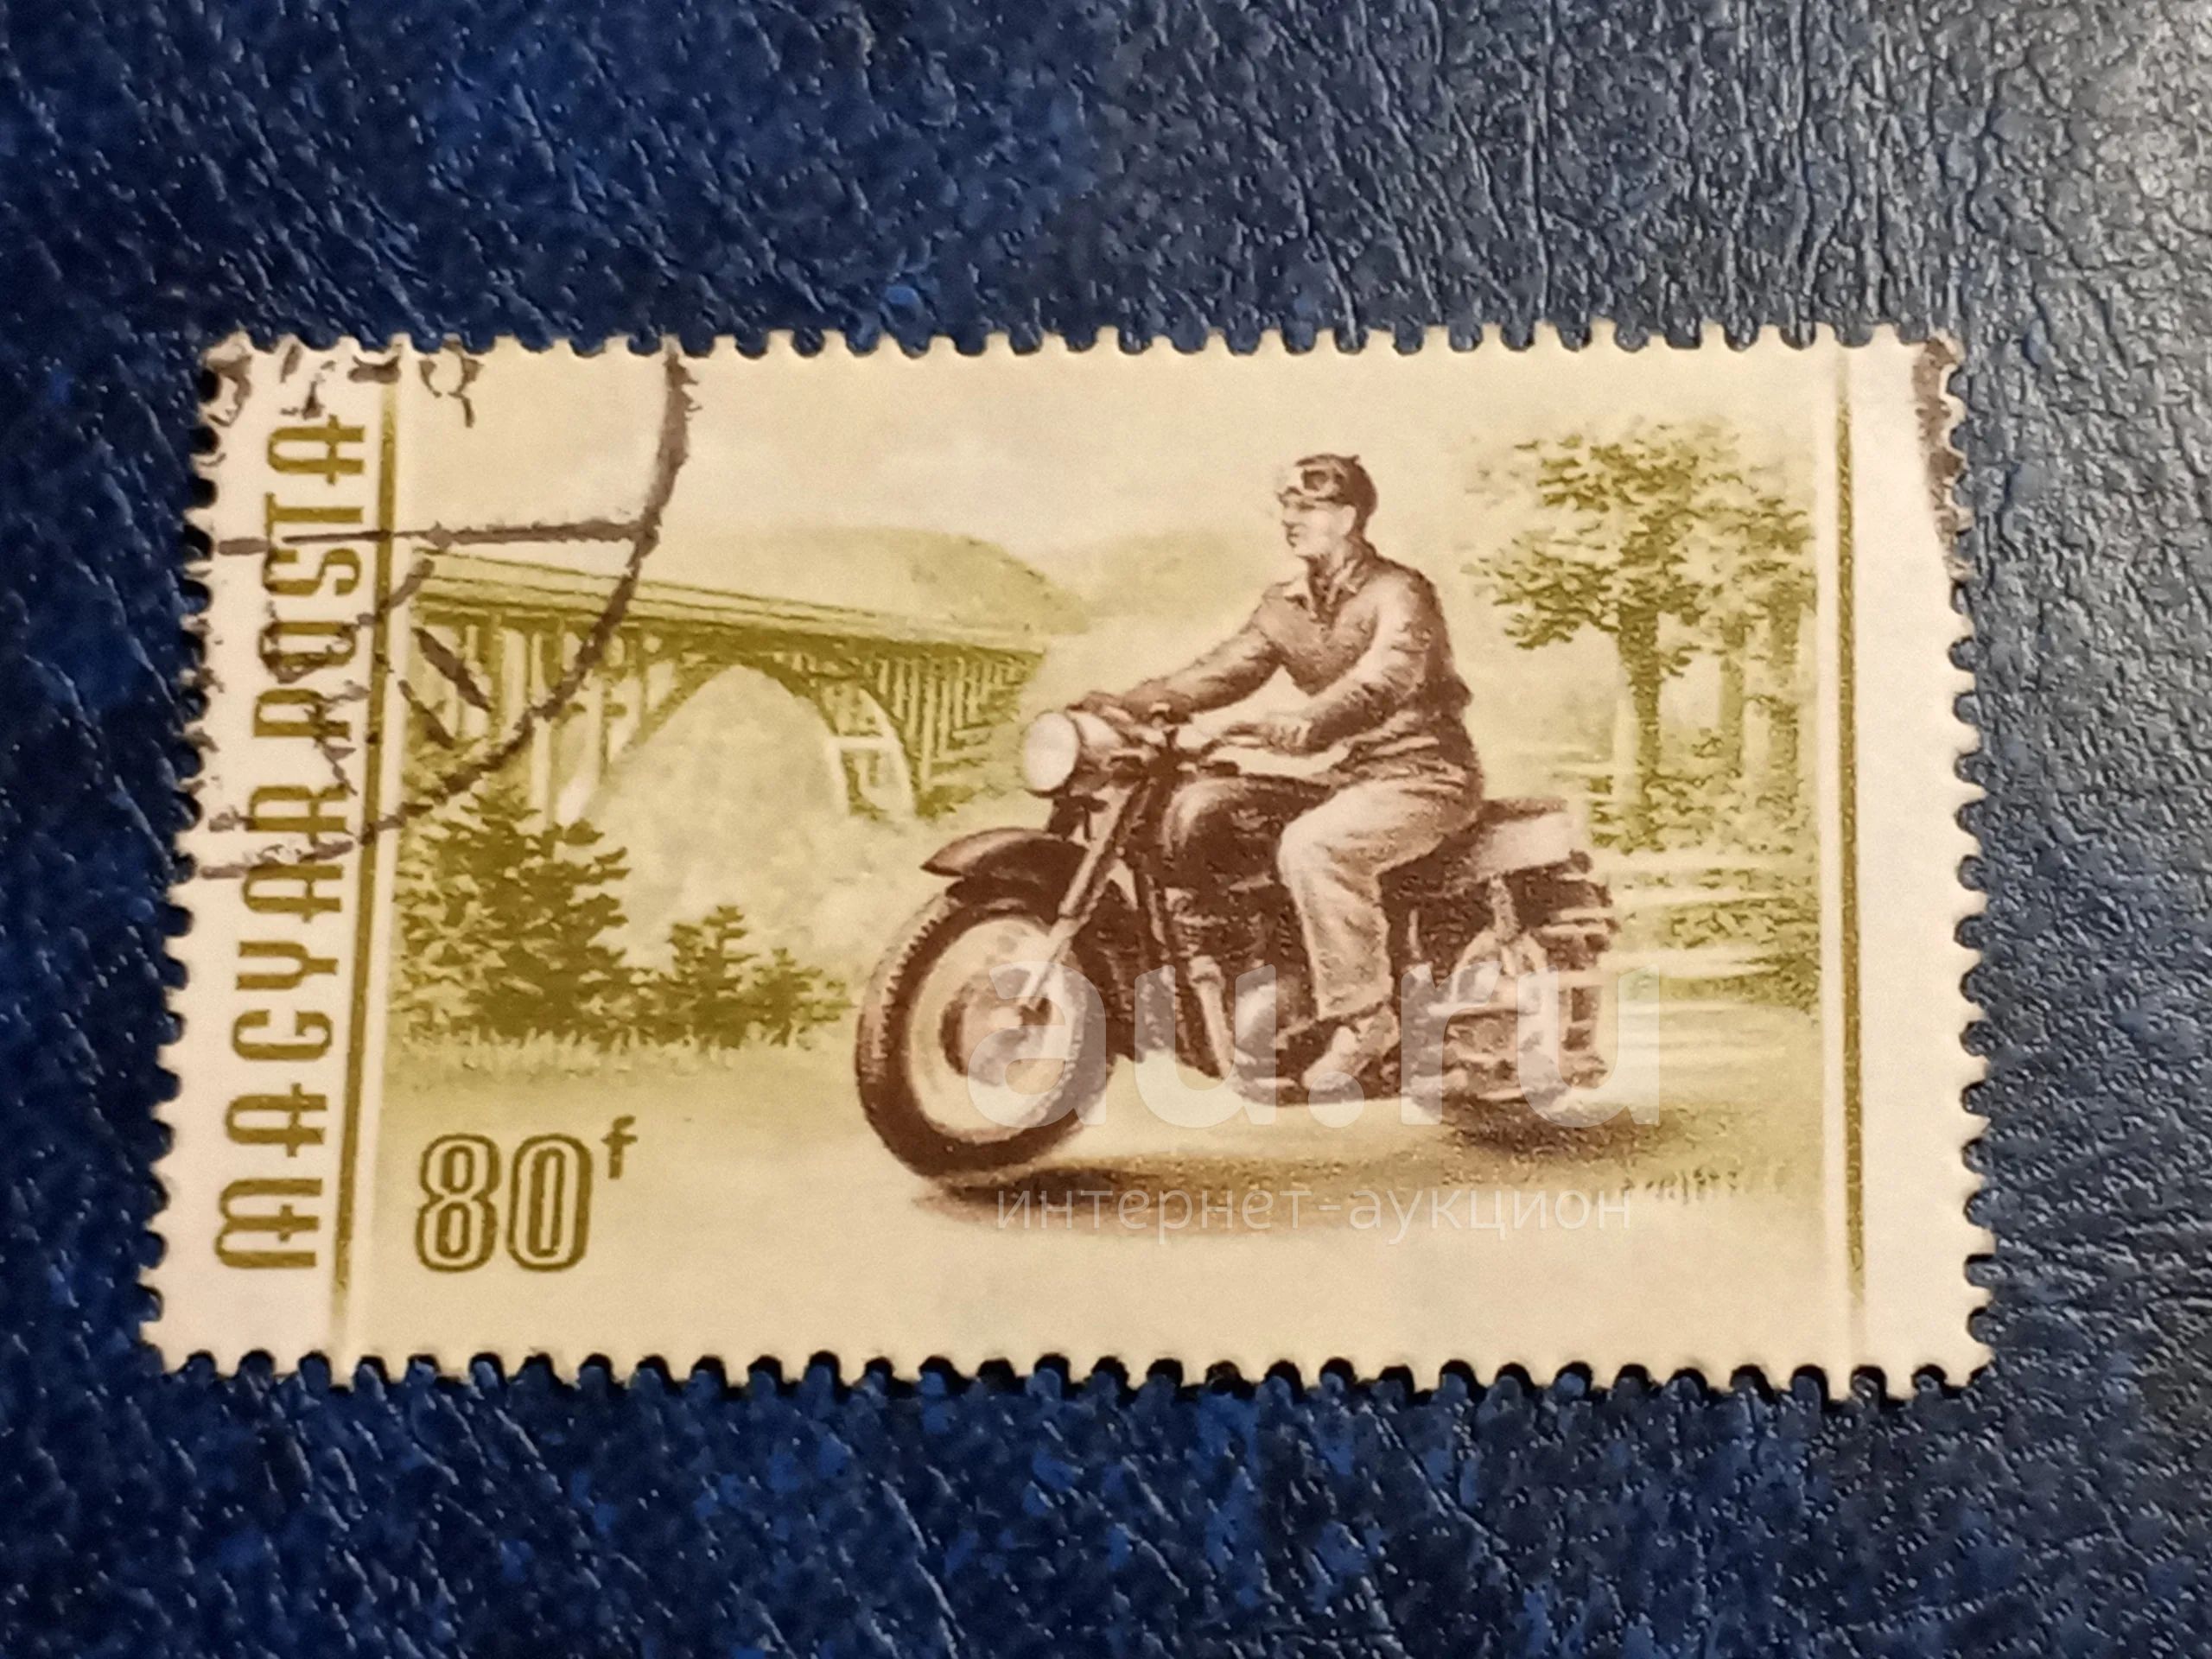 MAGYAR POSTA
80f
au.ru
интернет-аукцион